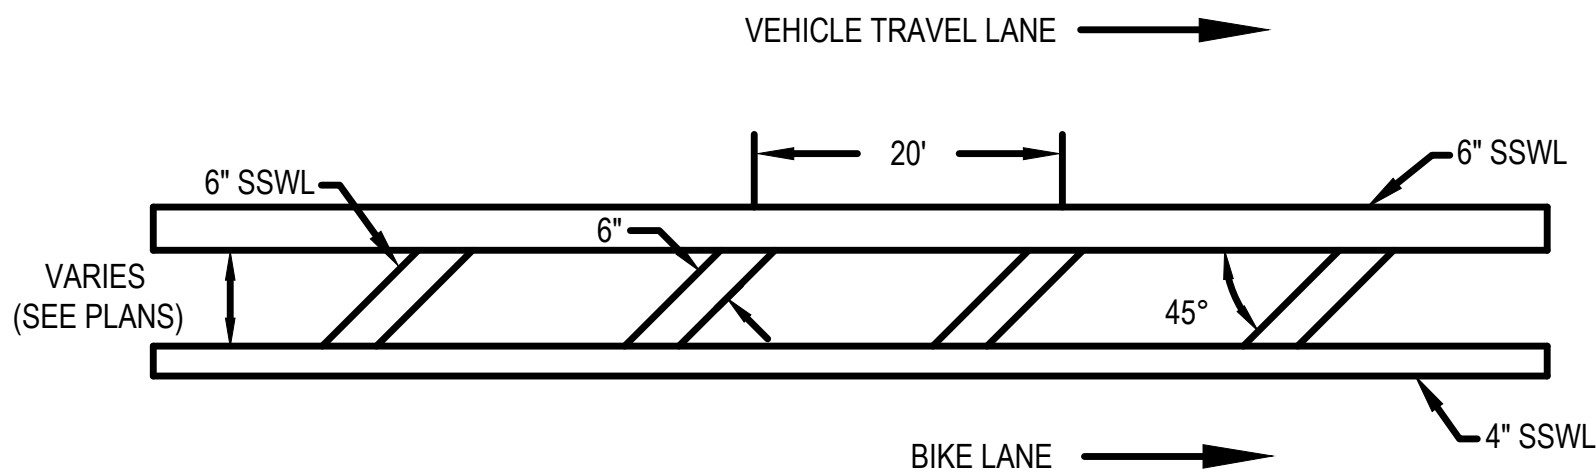 VEHICLE TRAVEL LANE
20'
6" SSWL
6" SSWL
6"
VARIES
(SEE PLANS)
45°
4" SSWL
BIKE LANE